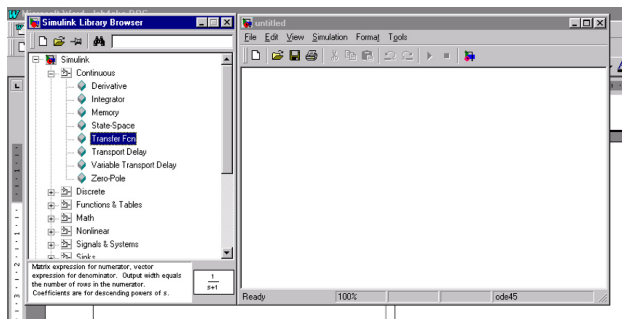 Simulink Library Browser
Simulink
Continuous
Derivative
Integrator
Memory
State-Space
Transfer Fcn
Transport Delay
Variable Transport Delay
Zero-Pole
Discrete
Functions & Tables
Math
Nonlinear
Signals & Systems
Sinks
Matrix expression for numerator, vector
expression for denominator. Output width equals
the number of rows in the numerator.
Coefficients are for descending powers of s.
1
s+1
untitled
File Edit View Simulation Format Tools
Ready 100% ode45